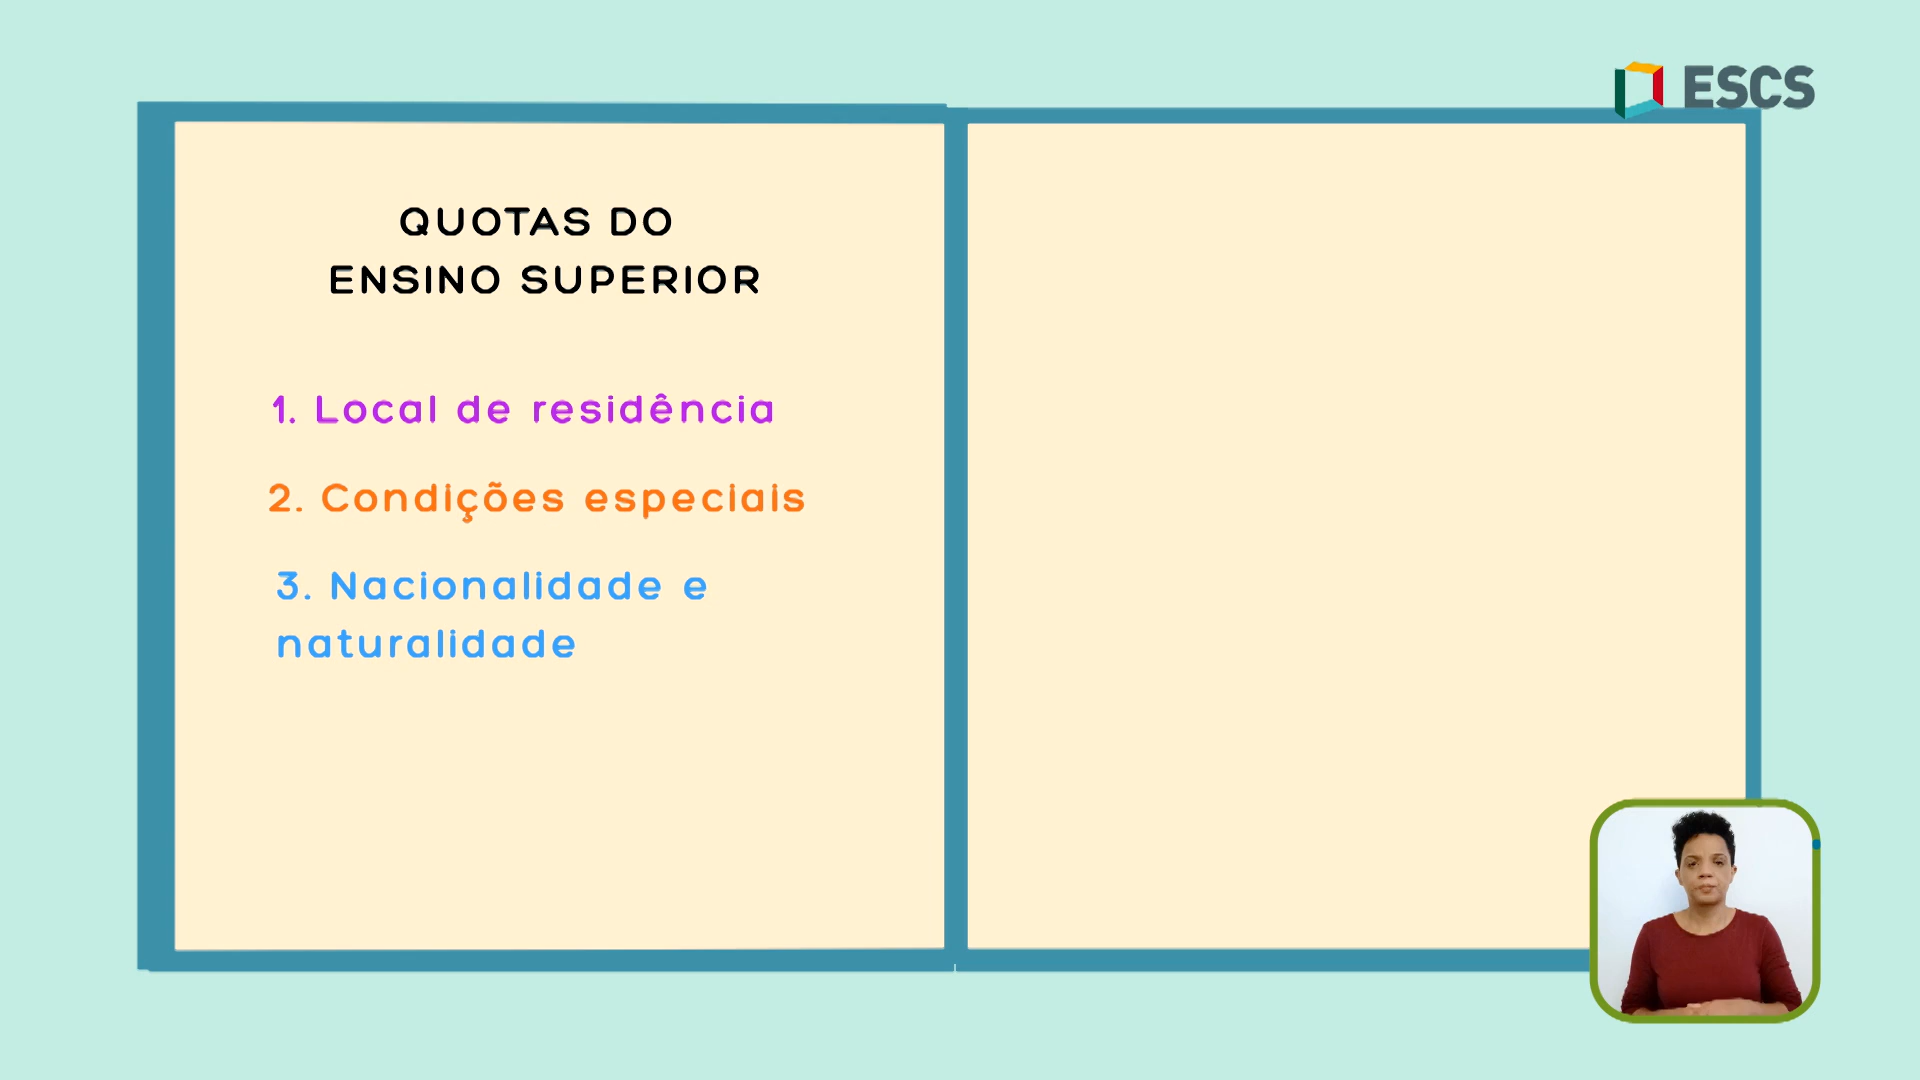 ESCS
QUOTAS DO
ENSINO SUPERIOR
1. Local de residência
2. Condições especiais
3. Nacionalidade e
naturalidade